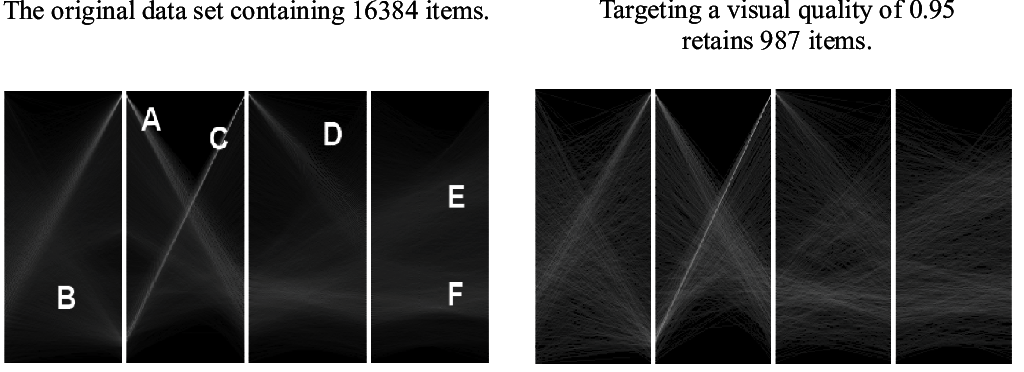 The original data set containing 16384 items.
Targeting a visual quality of 0.95
retains 987 items.
A
C
D
E
B
F